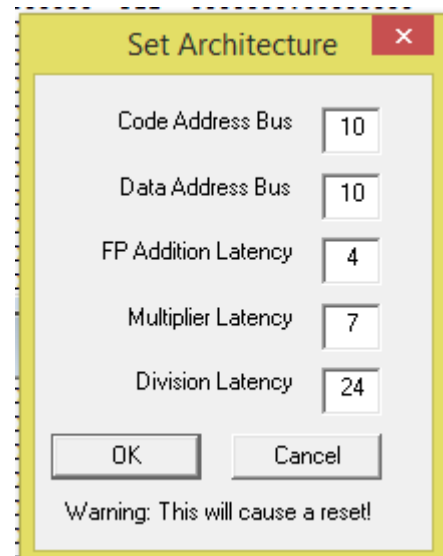 Set Architecture
Code Address Bus 10
Data Address Bus 10
FP Addition Latency 4
Multiplier Latency 7
Division Latency 24
OK Cancel
Warning: This will cause a reset!